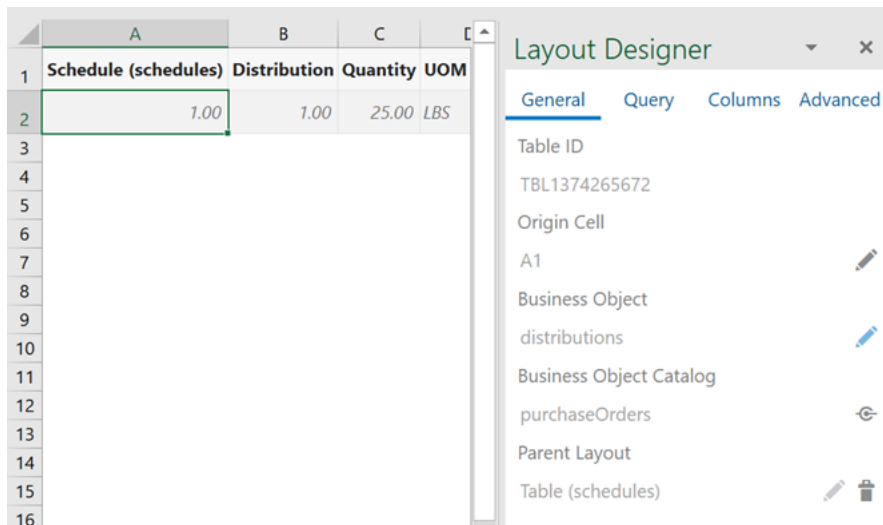 A B C
1 Schedule (schedules) Distribution Quantity UOM
2 1.00 1.00 25.00 LBS
3
4
5
6
7
8
9
10
11
12
13
14
15
16
Layout Designer
General Query Columns Advanced
Table ID
TBL1374265672
Origin Cell
A1
Business Object
distributions
Business Object Catalog
purchaseOrders
Parent Layout
Table (schedules)